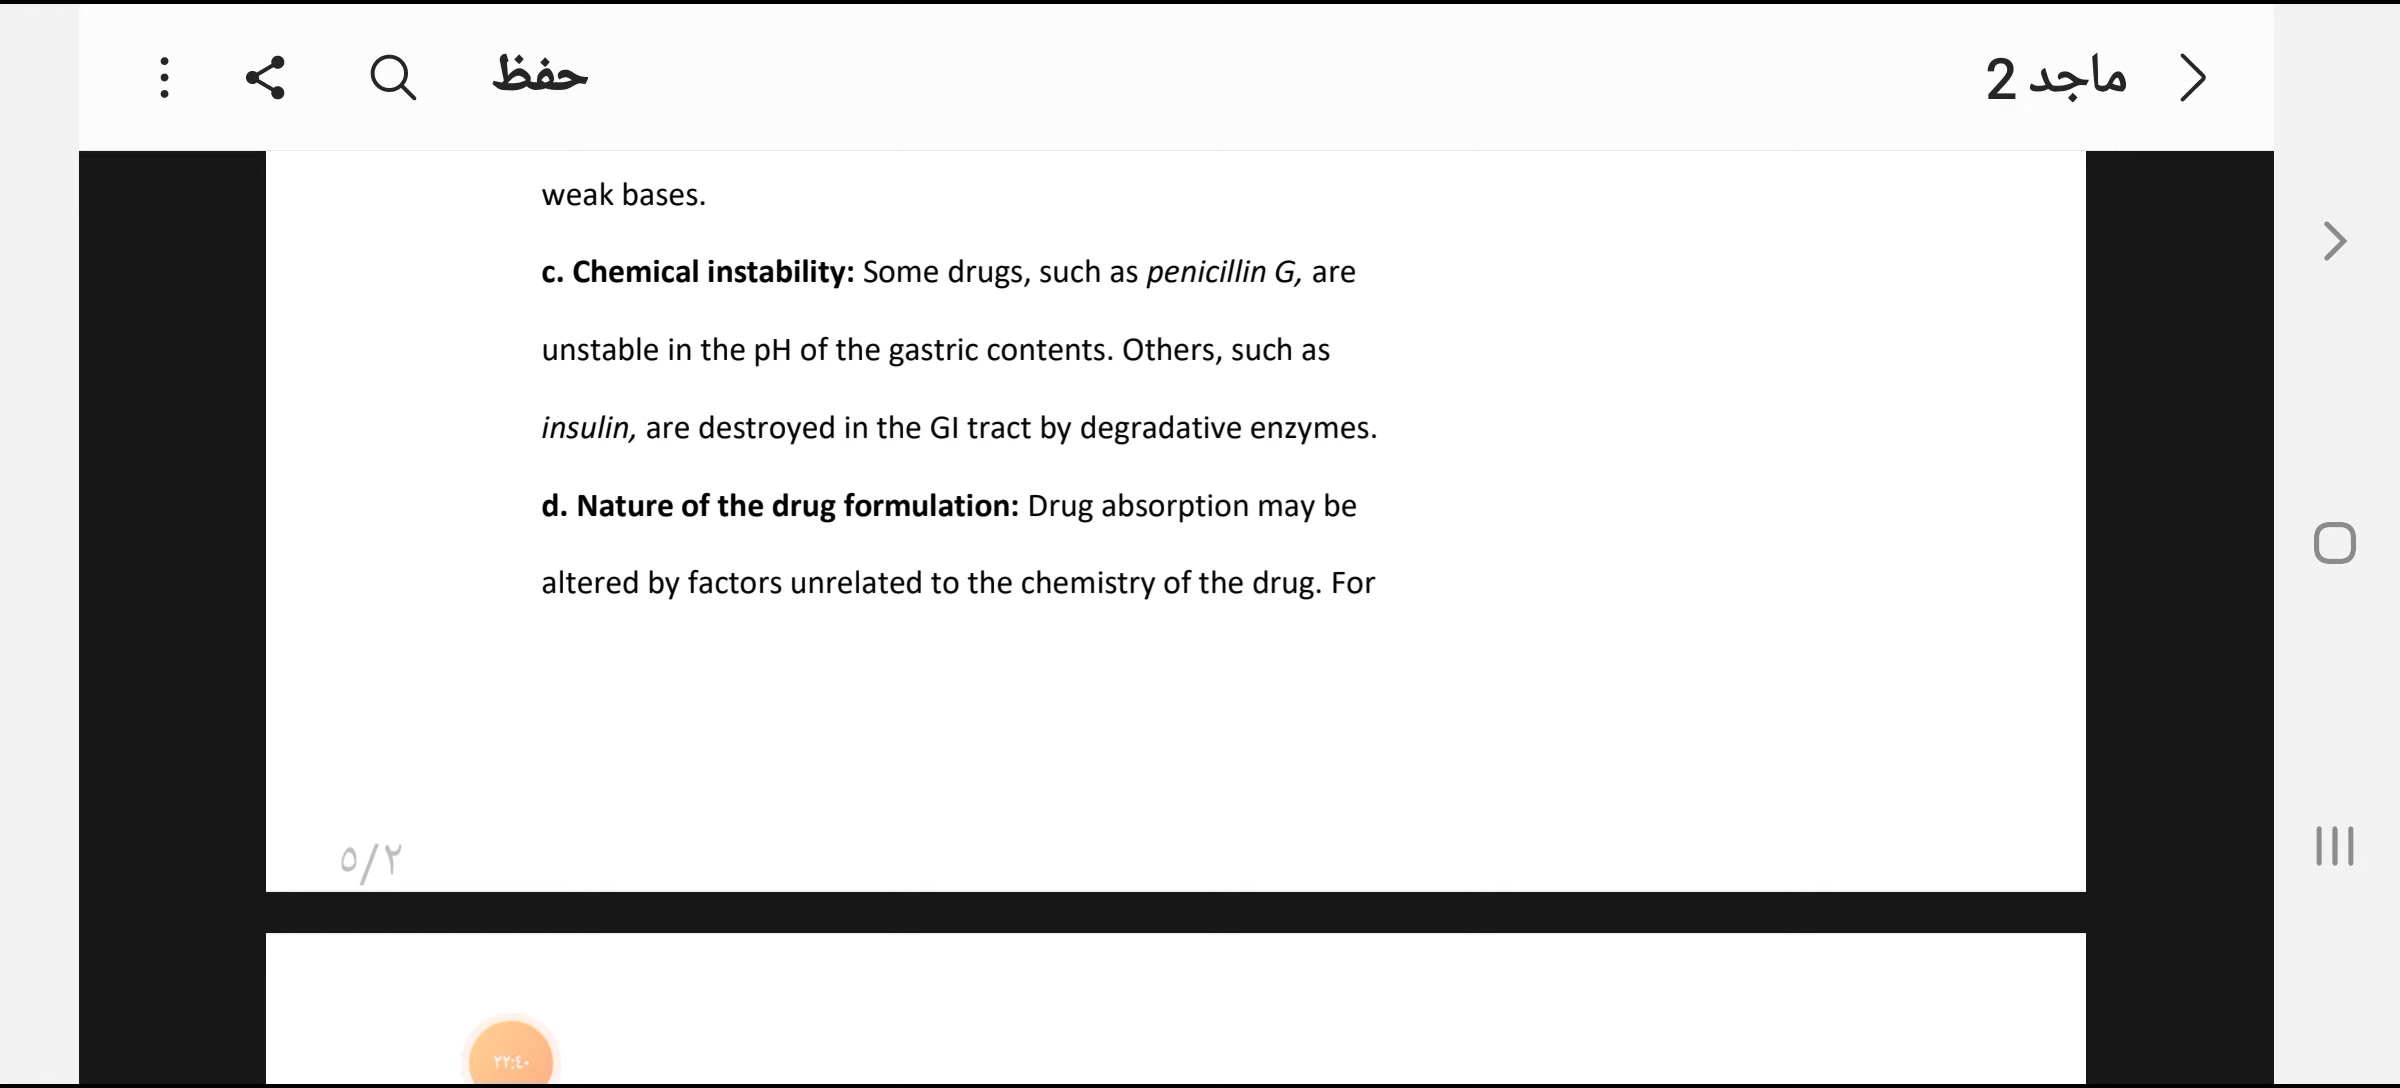 ماجد 2
حفظ
weak bases.
c. Chemical instability: Some drugs, such as penicillin G, are
unstable in the pH of the gastric contents. Others, such as
insulin, are destroyed in the GI tract by degradative enzymes.
d. Nature of the drug formulation: Drug absorption may be
altered by factors unrelated to the chemistry of the drug. For
٥/٢
٢٢:٤٠